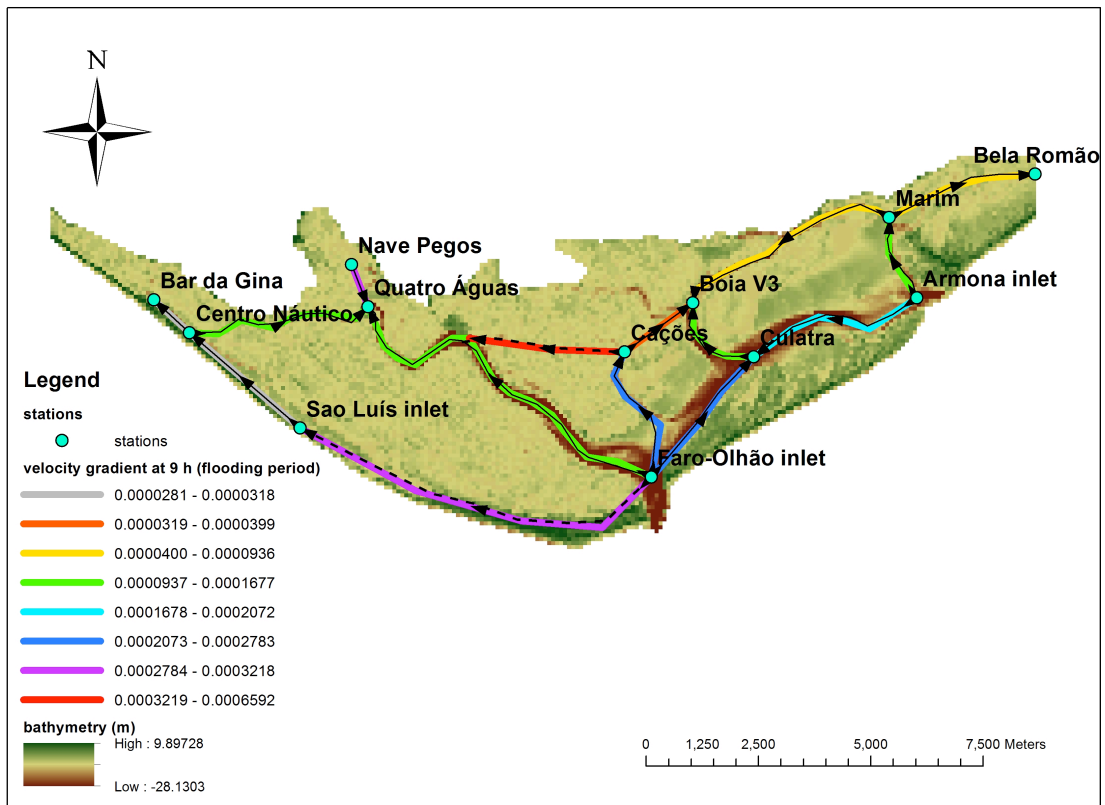 N
Bela Romão
Marim
Nave Pegos
Armona inlet
Bar da Gina
Quatro Águas
Boia V3
Centro Náutico
Cações
Culatra
Sao Luís inlet
Faro-Olhão inlet
Legend
stations
stations
velocity gradient at 9 h (flooding period)
0.0000281 - 0.0000318
0.0000319 - 0.0000399
0.0000400 - 0.0000936
0.0000937 - 0.0001677
0.0001678 - 0.0002072
0.0002073 - 0.0002783
0.0002784 - 0.0003218
0.0003219 - 0.0006592
bathymetry (m)
High : 9.89728
Low : -28.1303
0 1,250 2,500 5,000 7,500 Meters